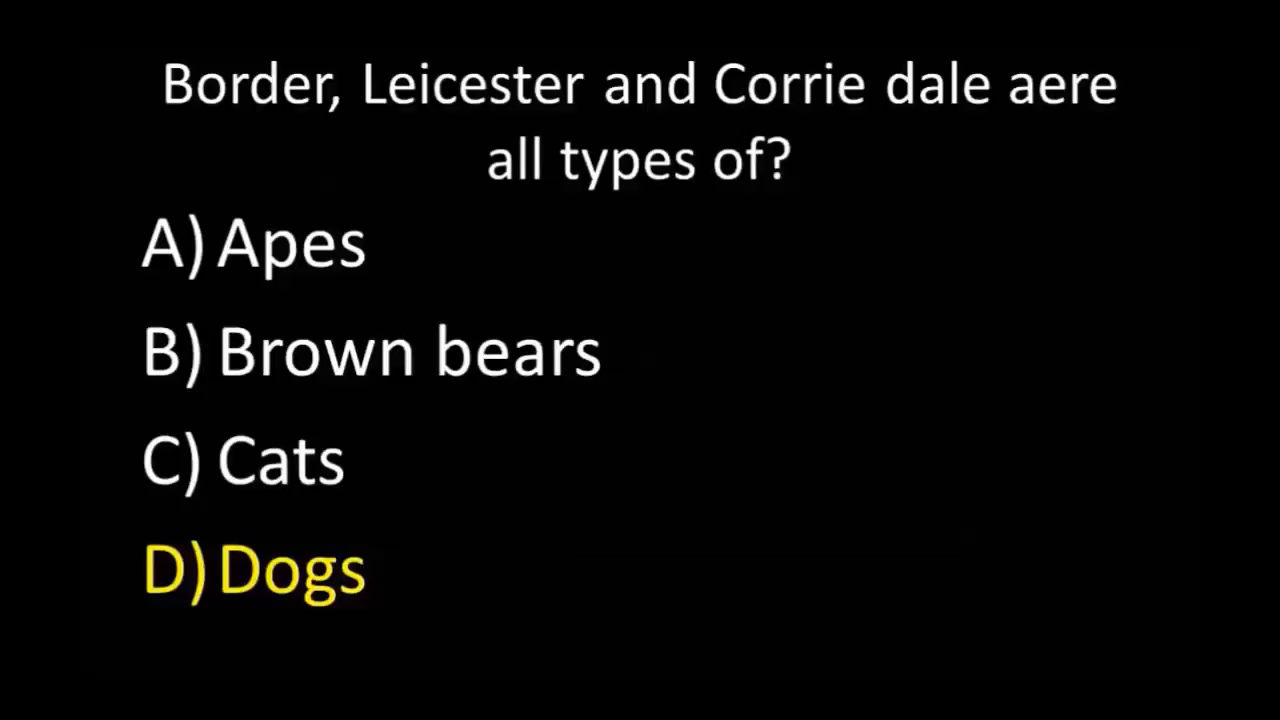 Border, Leicester and Corrie dale aere
all types of?
A) Apes
B) Brown bears
C) Cats
D) Dogs